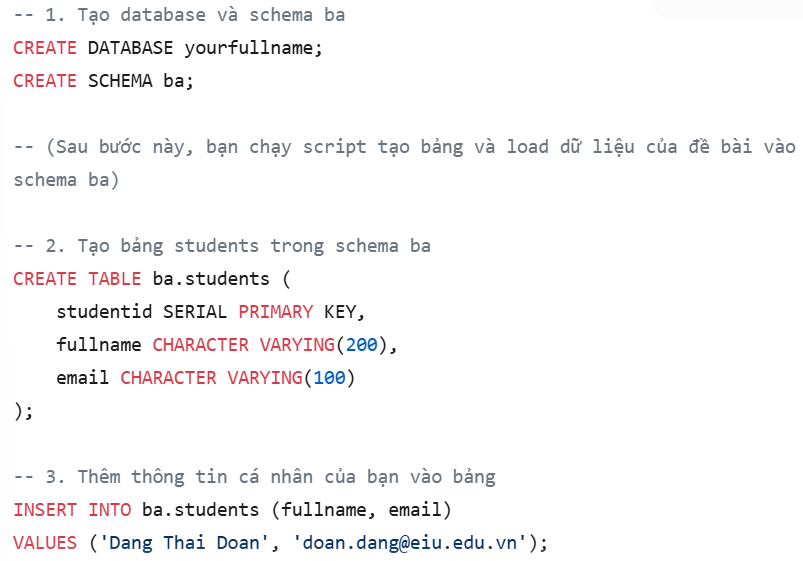 -- 1. Tạo database và schema ba
CREATE DATABASE yourfullname;
CREATE SCHEMA ba;
-- (Sau bước này, bạn chạy script tạo bảng và load dữ liệu của đề bài vào
schema ba)
-- 2. Tạo bảng students trong schema ba
CREATE TABLE ba.students (
    studentid SERIAL PRIMARY KEY,
    fullname CHARACTER VARYING(200),
    email CHARACTER VARYING(100)
);
-- 3. Thêm thông tin cá nhân của bạn vào bảng
INSERT INTO ba.students (fullname, email)
VALUES ('Dang Thai Doan', 'doan.dang@eiu.edu.vn');